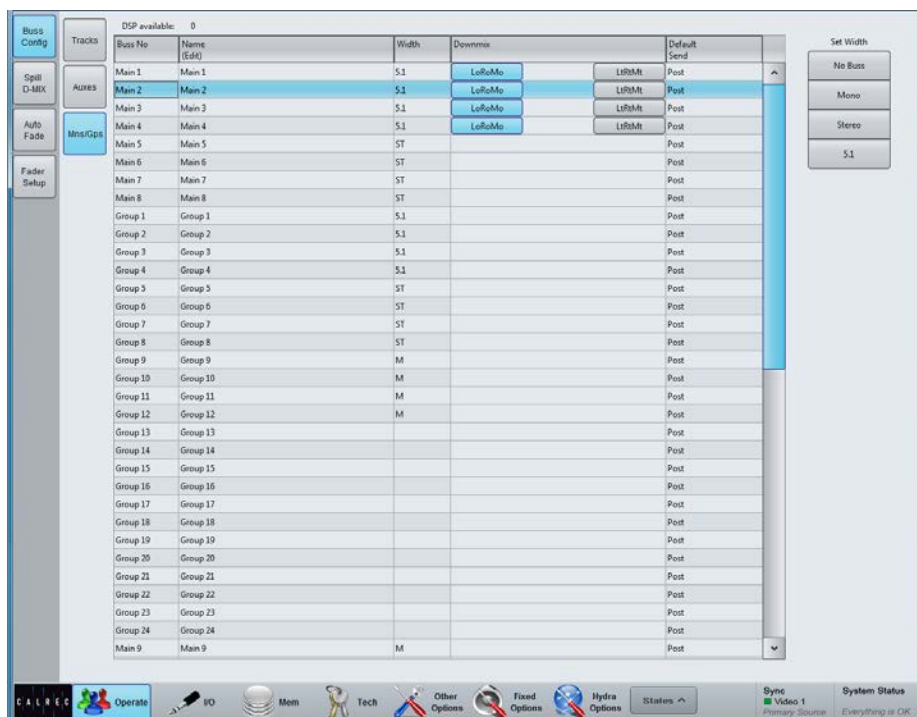 DSP available: 0
Buss Config
Spill D-MIX
Auto Fade
Fader Setup
Tracks
Auxes
Mns/Gps
Buss No Name (Edit) Width Downmix Default Send
Main 1 Main 1 5.1 LoRoMo LtRtMt Post
Main 2 Main 2 5.1 LoRoMo LtRtMt Post
Main 3 Main 3 5.1 LoRoMo LtRtMt Post
Main 4 Main 4 5.1 LoRoMo LtRtMt Post
Main 5 Main 5 ST Post
Main 6 Main 6 ST Post
Main 7 Main 7 ST Post
Main 8 Main 8 ST Post
Group 1 Group 1 5.1 Post
Group 2 Group 2 5.1 Post
Group 3 Group 3 5.1 Post
Group 4 Group 4 5.1 Post
Group 5 Group 5 ST Post
Group 6 Group 6 ST Post
Group 7 Group 7 ST Post
Group 8 Group 8 ST Post
Group 9 Group 9 M Post
Group 10 Group 10 M Post
Group 11 Group 11 M Post
Group 12 Group 12 M Post
Group 13 Group 13 Post
Group 14 Group 14 Post
Group 15 Group 15 Post
Group 16 Group 16 Post
Group 17 Group 17 Post
Group 18 Group 18 Post
Group 19 Group 19 Post
Group 20 Group 20 Post
Group 21 Group 21 Post
Group 22 Group 22 Post
Group 23 Group 23 Post
Group 24 Group 24 Post
Main 9 Main 9 M Post
Set Width
No Buss
Mono
Stereo
5.1
CALREC
Operate
I/O
Mem
Tech
Other Options
Fixed Options
Hydra Options
States
Sync
Video 1
Primary Source
System Status
Everything is OK